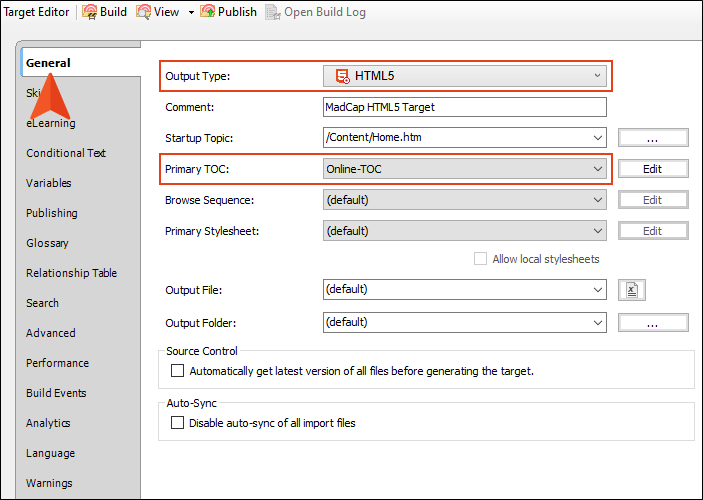 Target Editor Build View Publish Open Build Log
General
eLearning
Conditional Text
Variables
Publishing
Glossary
Relationship Table
Search
Advanced
Performance
Build Events
Analytics
Language
Warnings
Output Type: HTML5
Comment: MadCap HTML5 Target
Startup Topic: /Content/Home.htm ...
Primary TOC: Online-TOC Edit
Browse Sequence: (default) Edit
Primary Stylesheet: (default) Edit
Allow local stylesheets
Output File: (default)
Output Folder: (default) ...
Source Control
Automatically get latest version of all files before generating the target.
Auto-Sync
Disable auto-sync of all import files